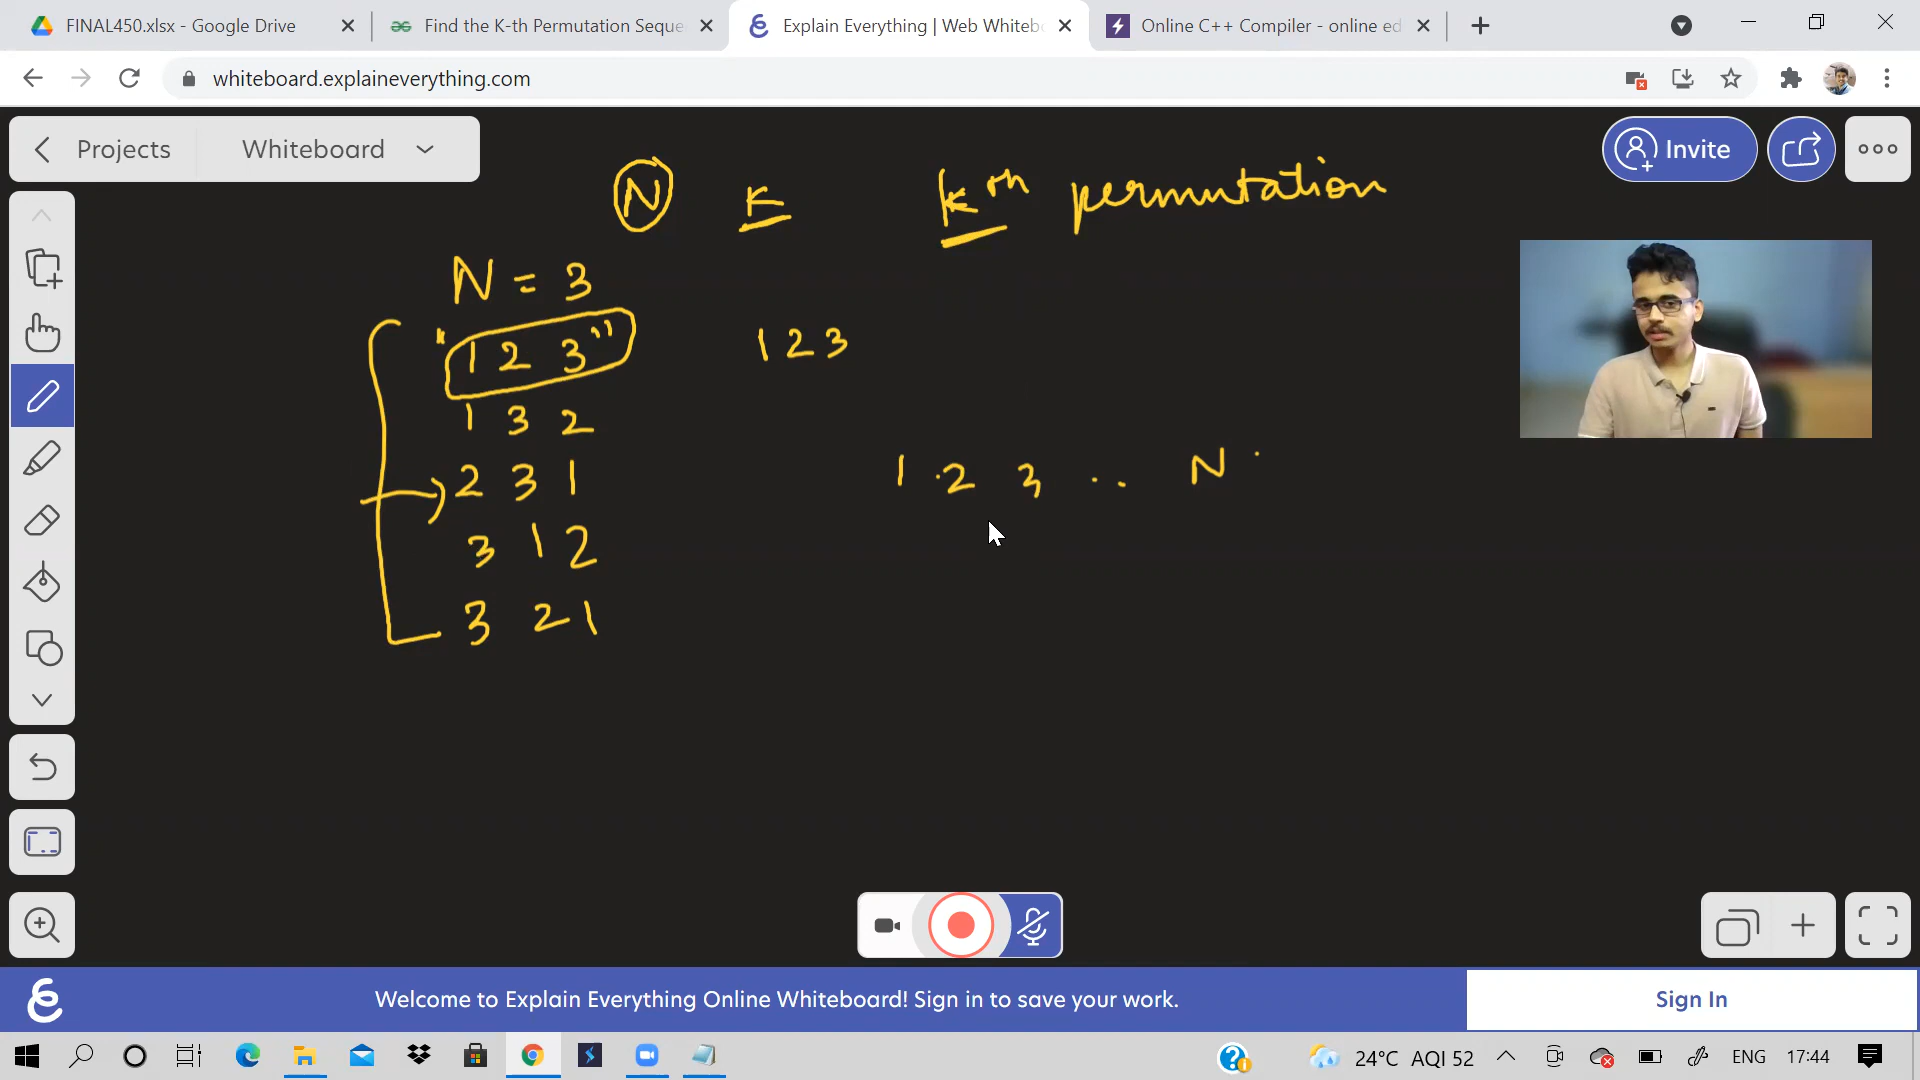 FINAL450.xlsx - Google Drive
Find the K-th Permutation Seque
Explain Everything | Web Whitebo
Online C++ Compiler - online ed
whiteboard.explaineverything.com
Projects
Whiteboard
Invite
N K Kth permutation
N = 3
"1 2 3"
1 2 3
1 3 2
2 3 1
1 2 3 .. N
3 1 2
3 2 1
Welcome to Explain Everything Online Whiteboard! Sign in to save your work.
Sign In
24°C AQI 52
ENG
17:44